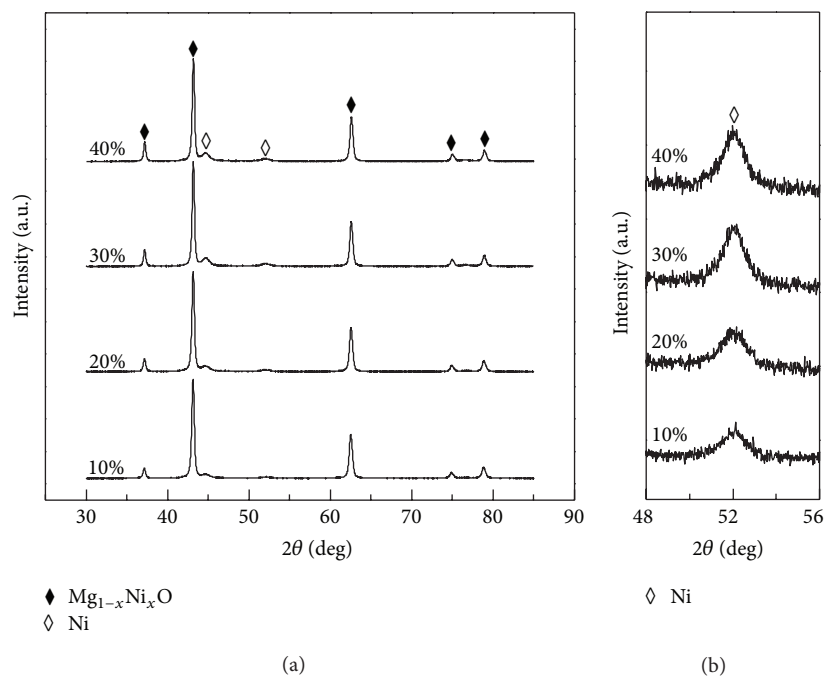 Intensity (a.u.)
40%
30%
20%
10%
30 40 50 60 70 80 90
2θ (deg)
Mg₁₋ₓNiₓO
Ni
(a)
Intensity (a.u.)
40%
30%
20%
10%
48 52 56
2θ (deg)
Ni
(b)